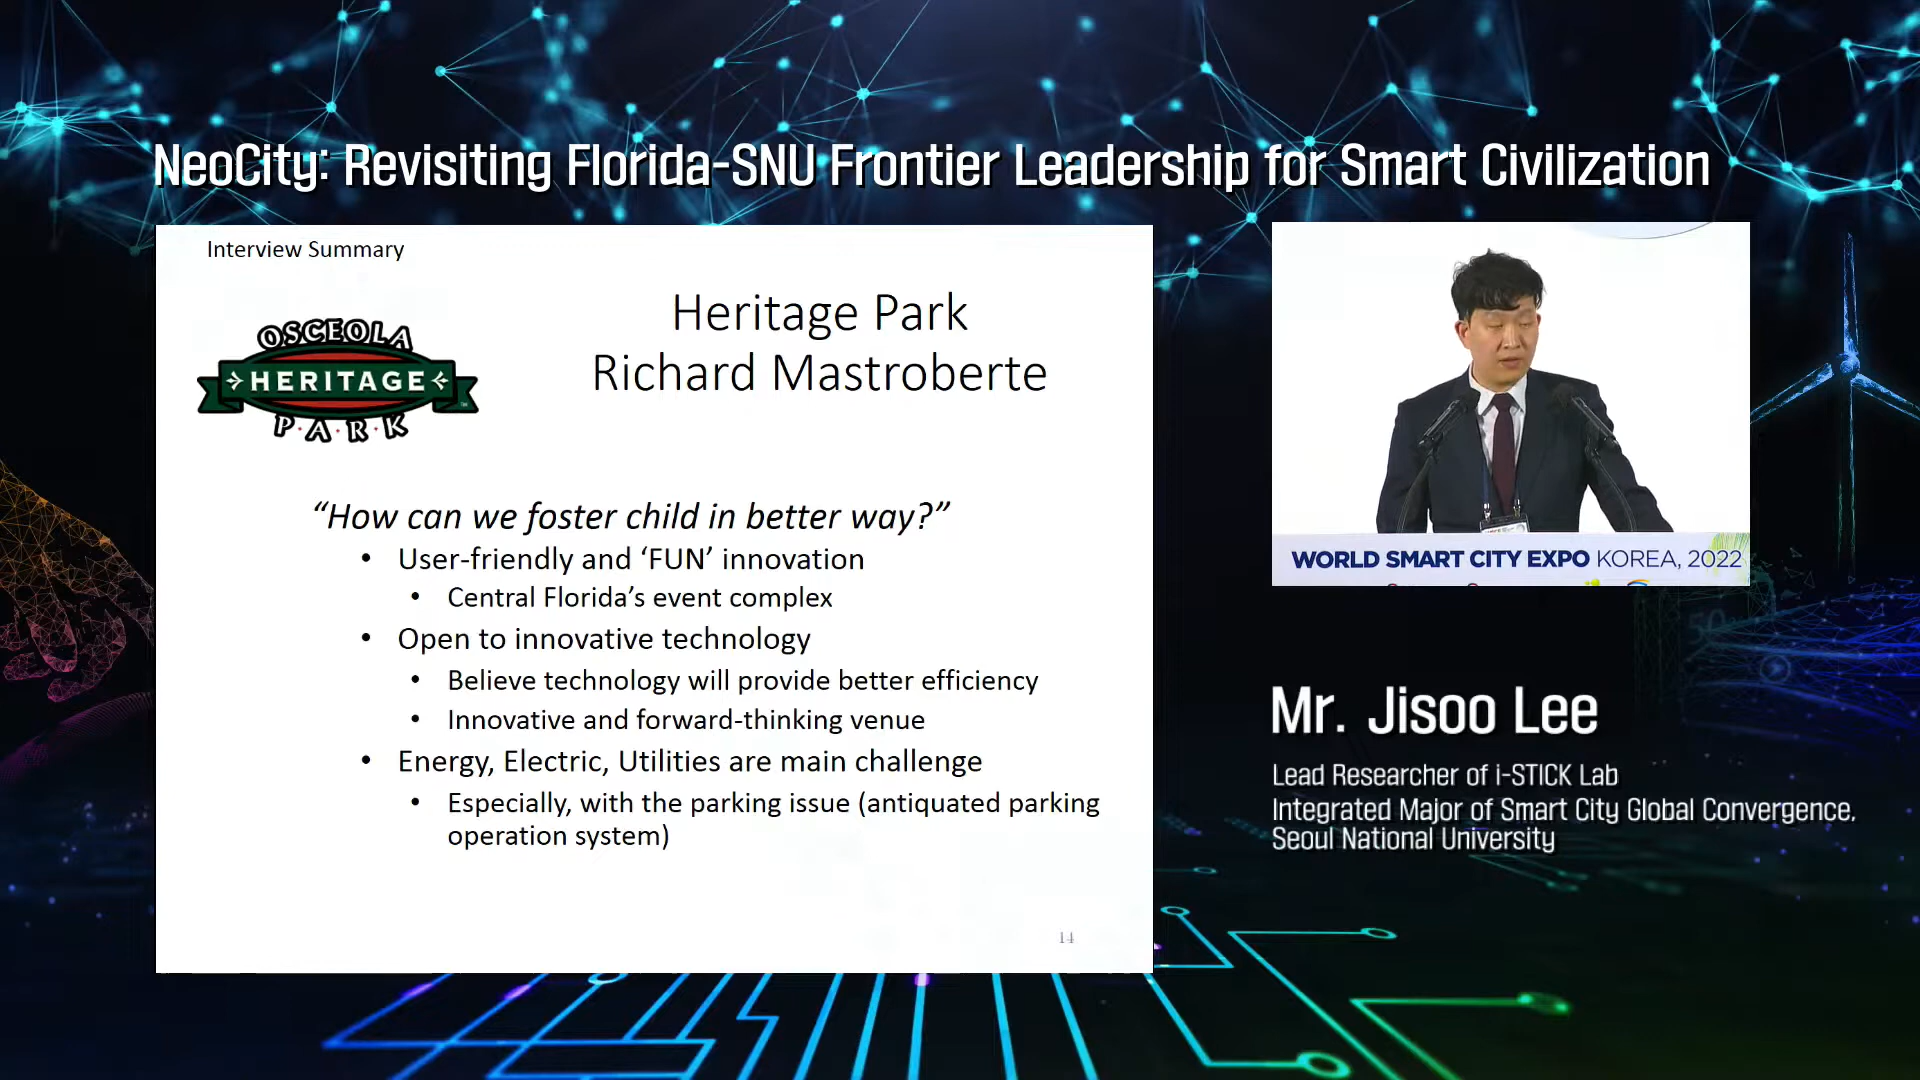 NeoCity: Revisiting Florida-SNU Frontier Leadership for Smart Civilization
Interview Summary
OSCEOLA
HERITAGE
P·A·R·K
Heritage Park
Richard Mastroberte
“How can we foster child in better way?”
• User-friendly and ‘FUN’ innovation
• Central Florida’s event complex
• Open to innovative technology
• Believe technology will provide better efficiency
• Innovative and forward-thinking venue
• Energy, Electric, Utilities are main challenge
• Especially, with the parking issue (antiquated parking
operation system)
14
WORLD SMART CITY EXPO KOREA, 2022
Mr. Jisoo Lee
Lead Researcher of i-STICK Lab
Integrated Major of Smart City Global Convergence,
Seoul National University